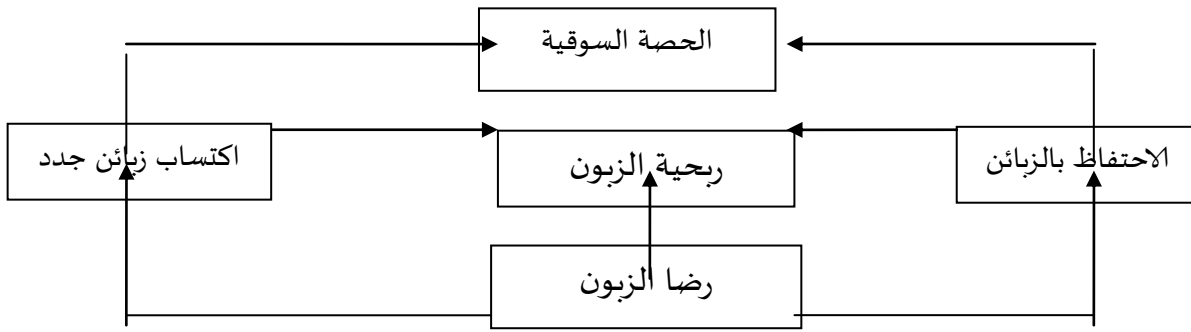 الحصة السوقية
الاحتفاظ بالزبائن
ربحية الزبون
اكتساب زبائن جدد
رضا الزبون